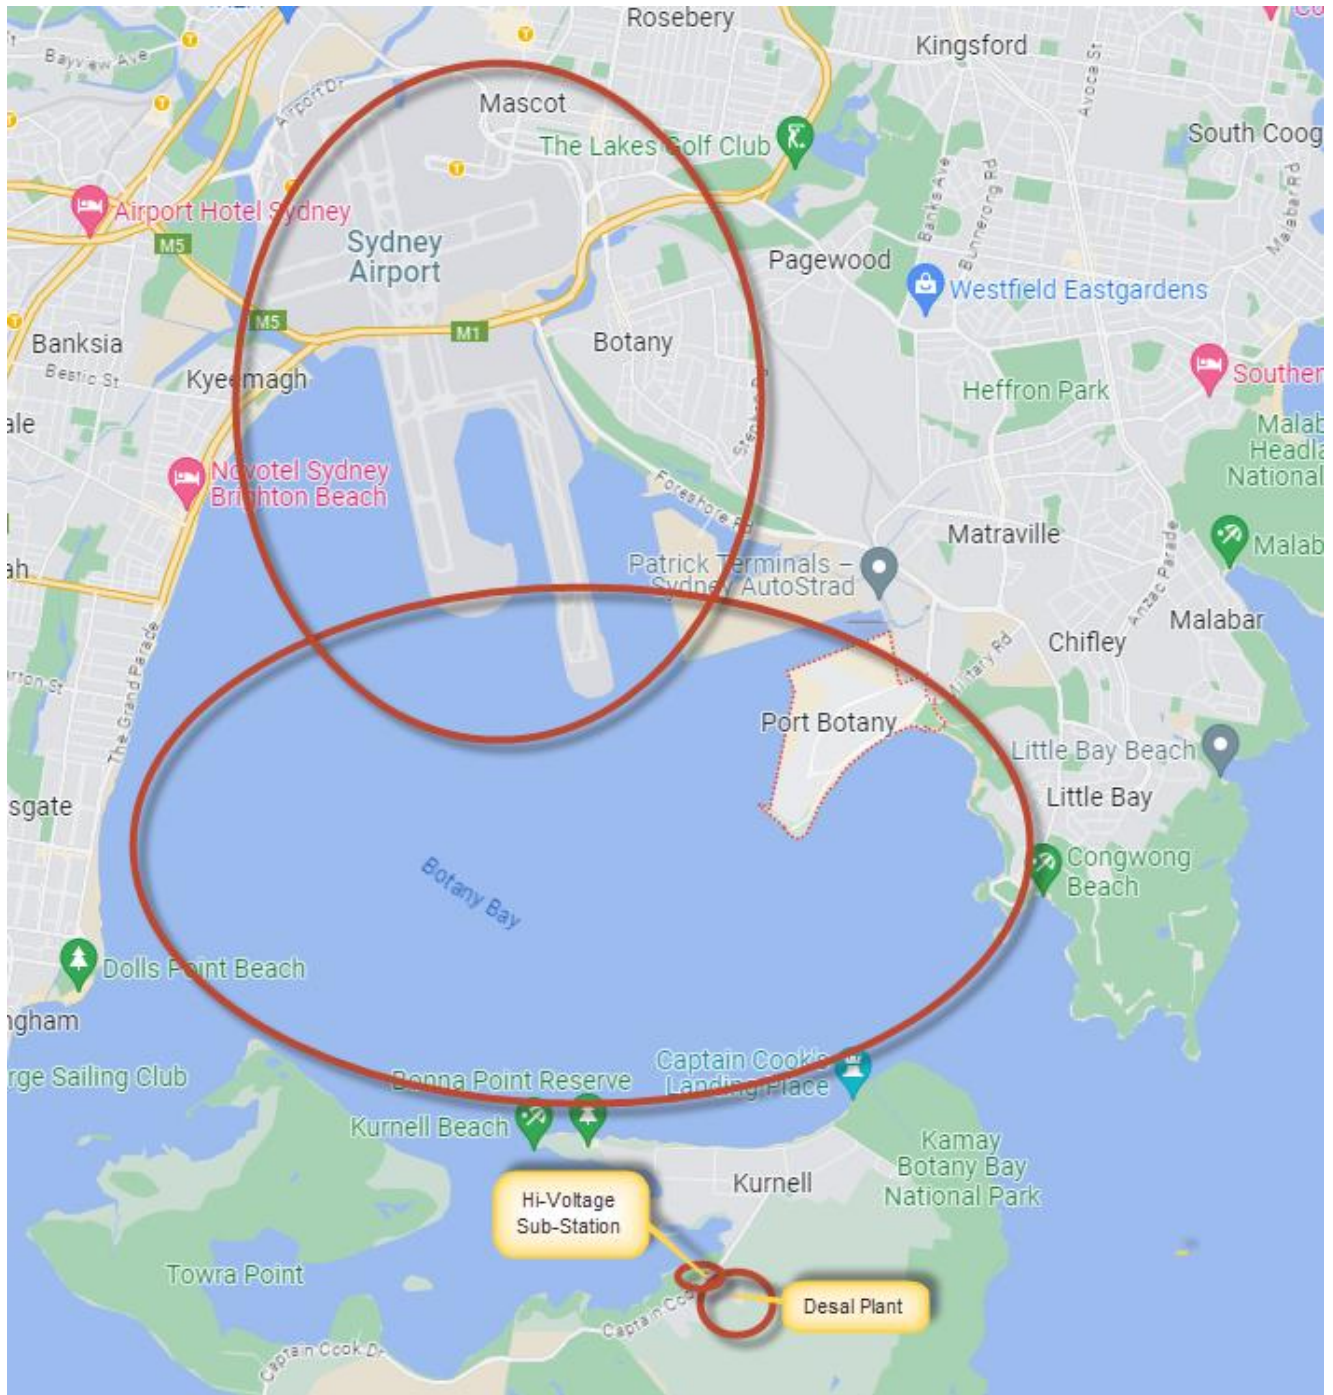 Rosebery
Kingsford
Bayview Ave
Airport Dr
Mascot
Avoca St
The Lakes Golf Club
South Coog
Airport Hotel Sydney
Banks Ave
Bunnerong Rd
Malabar Rd
M5
Sydney
Airport
Pagewood
Westfield Eastgardens
M5
M1
Banksia
Botany
Bestic St
Kyeemagh
Heffron Park
Southern
ale
Malab
Headla
National
Novotel Sydney
Brighton Beach
Foreshore Rd
Matraville
Malab
ah
Patrick Terminals –
Sydney AutoStrad
Anzac Parade
Malabar
Chifley
Military Rd
The Grand Parade
Port Botany
Little Bay Beach
Little Bay
sgate
Botany Bay
Congwong
Beach
Dolls Point Beach
ngham
rge Sailing Club
Captain Cook's
Landing Place
Bonna Point Reserve
Kurnell Beach
Kamay
Botany Bay
National Park
Kurnell
Hi-Voltage
Sub-Station
Towra Point
Desal Plant
Captain Coo
Captain Cook Dr